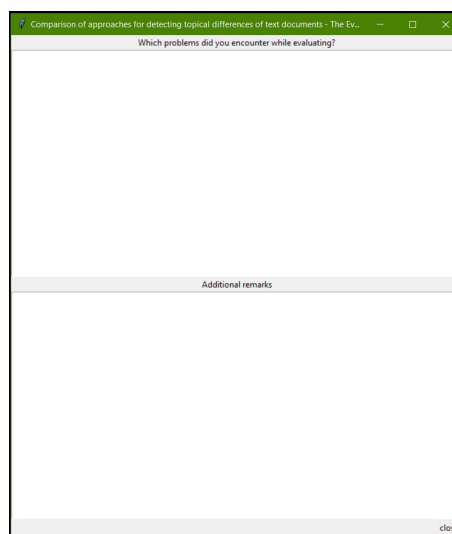 Comparison of approaches for detecting topical differences of text documents - The Ev...
Which problems did you encounter while evaluating?
Additional remarks
clos